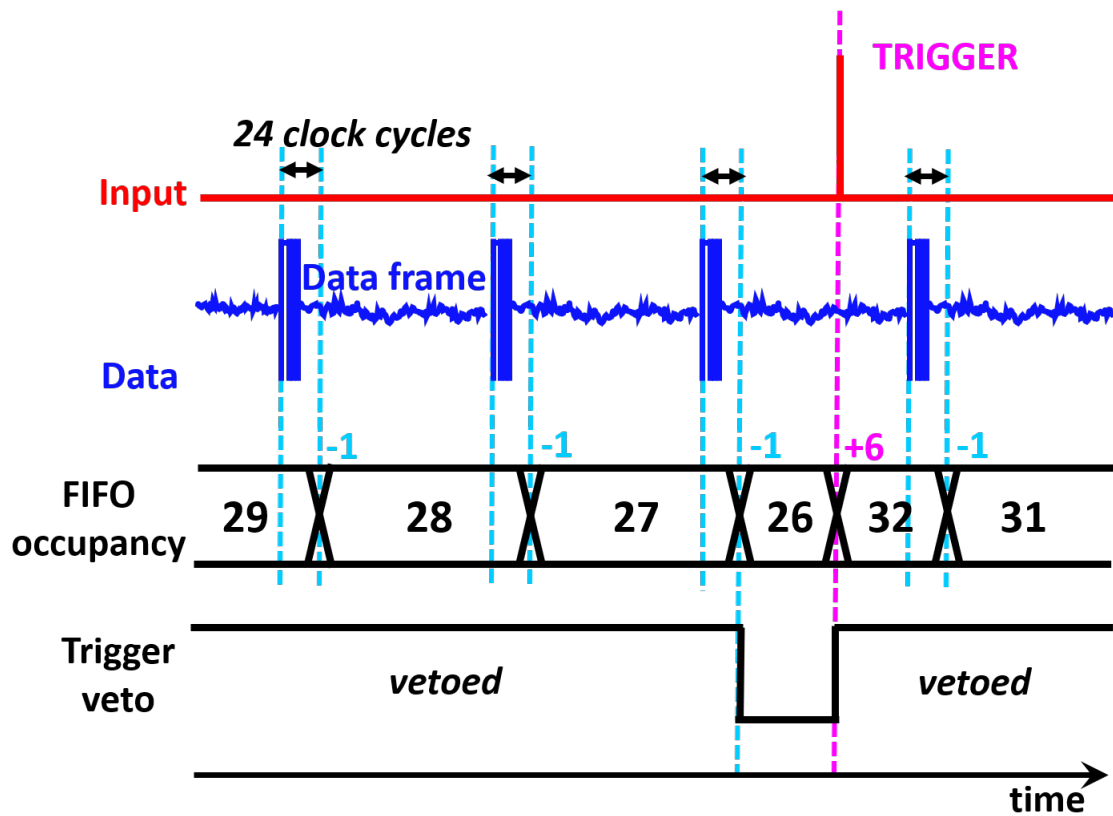 TRIGGER
24 clock cycles
Input
Data frame
Data
-1 -1 -1 +6 -1
FIFO
occupancy
29 28 27 26 32 31
Trigger
veto
vetoed vetoed
time